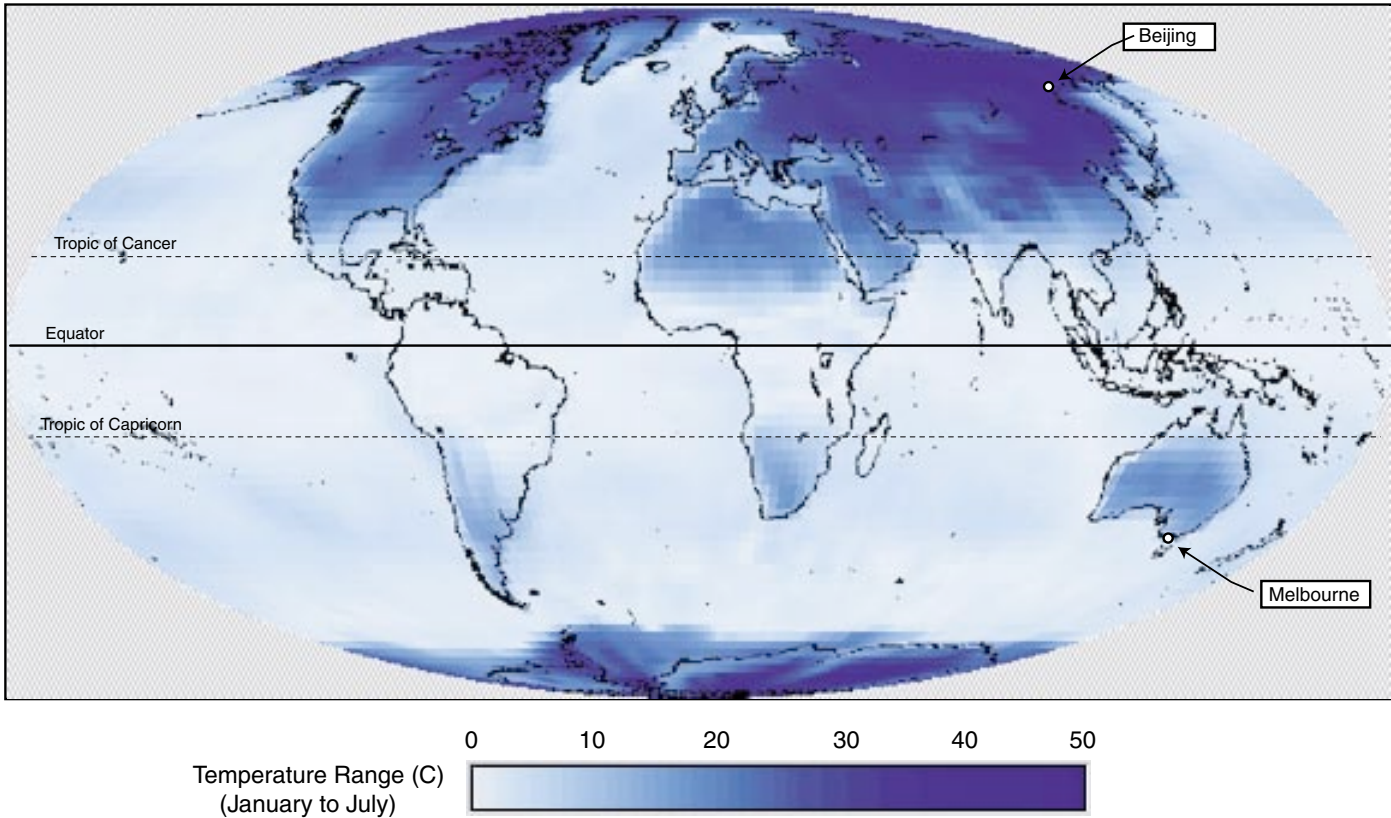 Beijing
Tropic of Cancer
Equator
Tropic of Capricorn
Melbourne
0 10 20 30 40 50
Temperature Range (C)
(January to July)